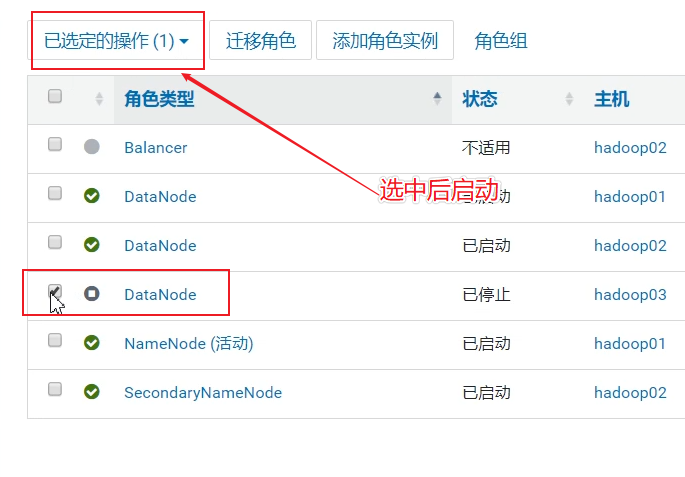 已选定的操作 (1) 迁移角色 添加角色实例 角色组
角色类型 状态 主机
Balancer 不适用 hadoop02
选中后启动
DataNode 启动 hadoop01
DataNode 已启动 hadoop02
DataNode 已停止 hadoop03
NameNode (活动) 已启动 hadoop01
SecondaryNameNode 已启动 hadoop02